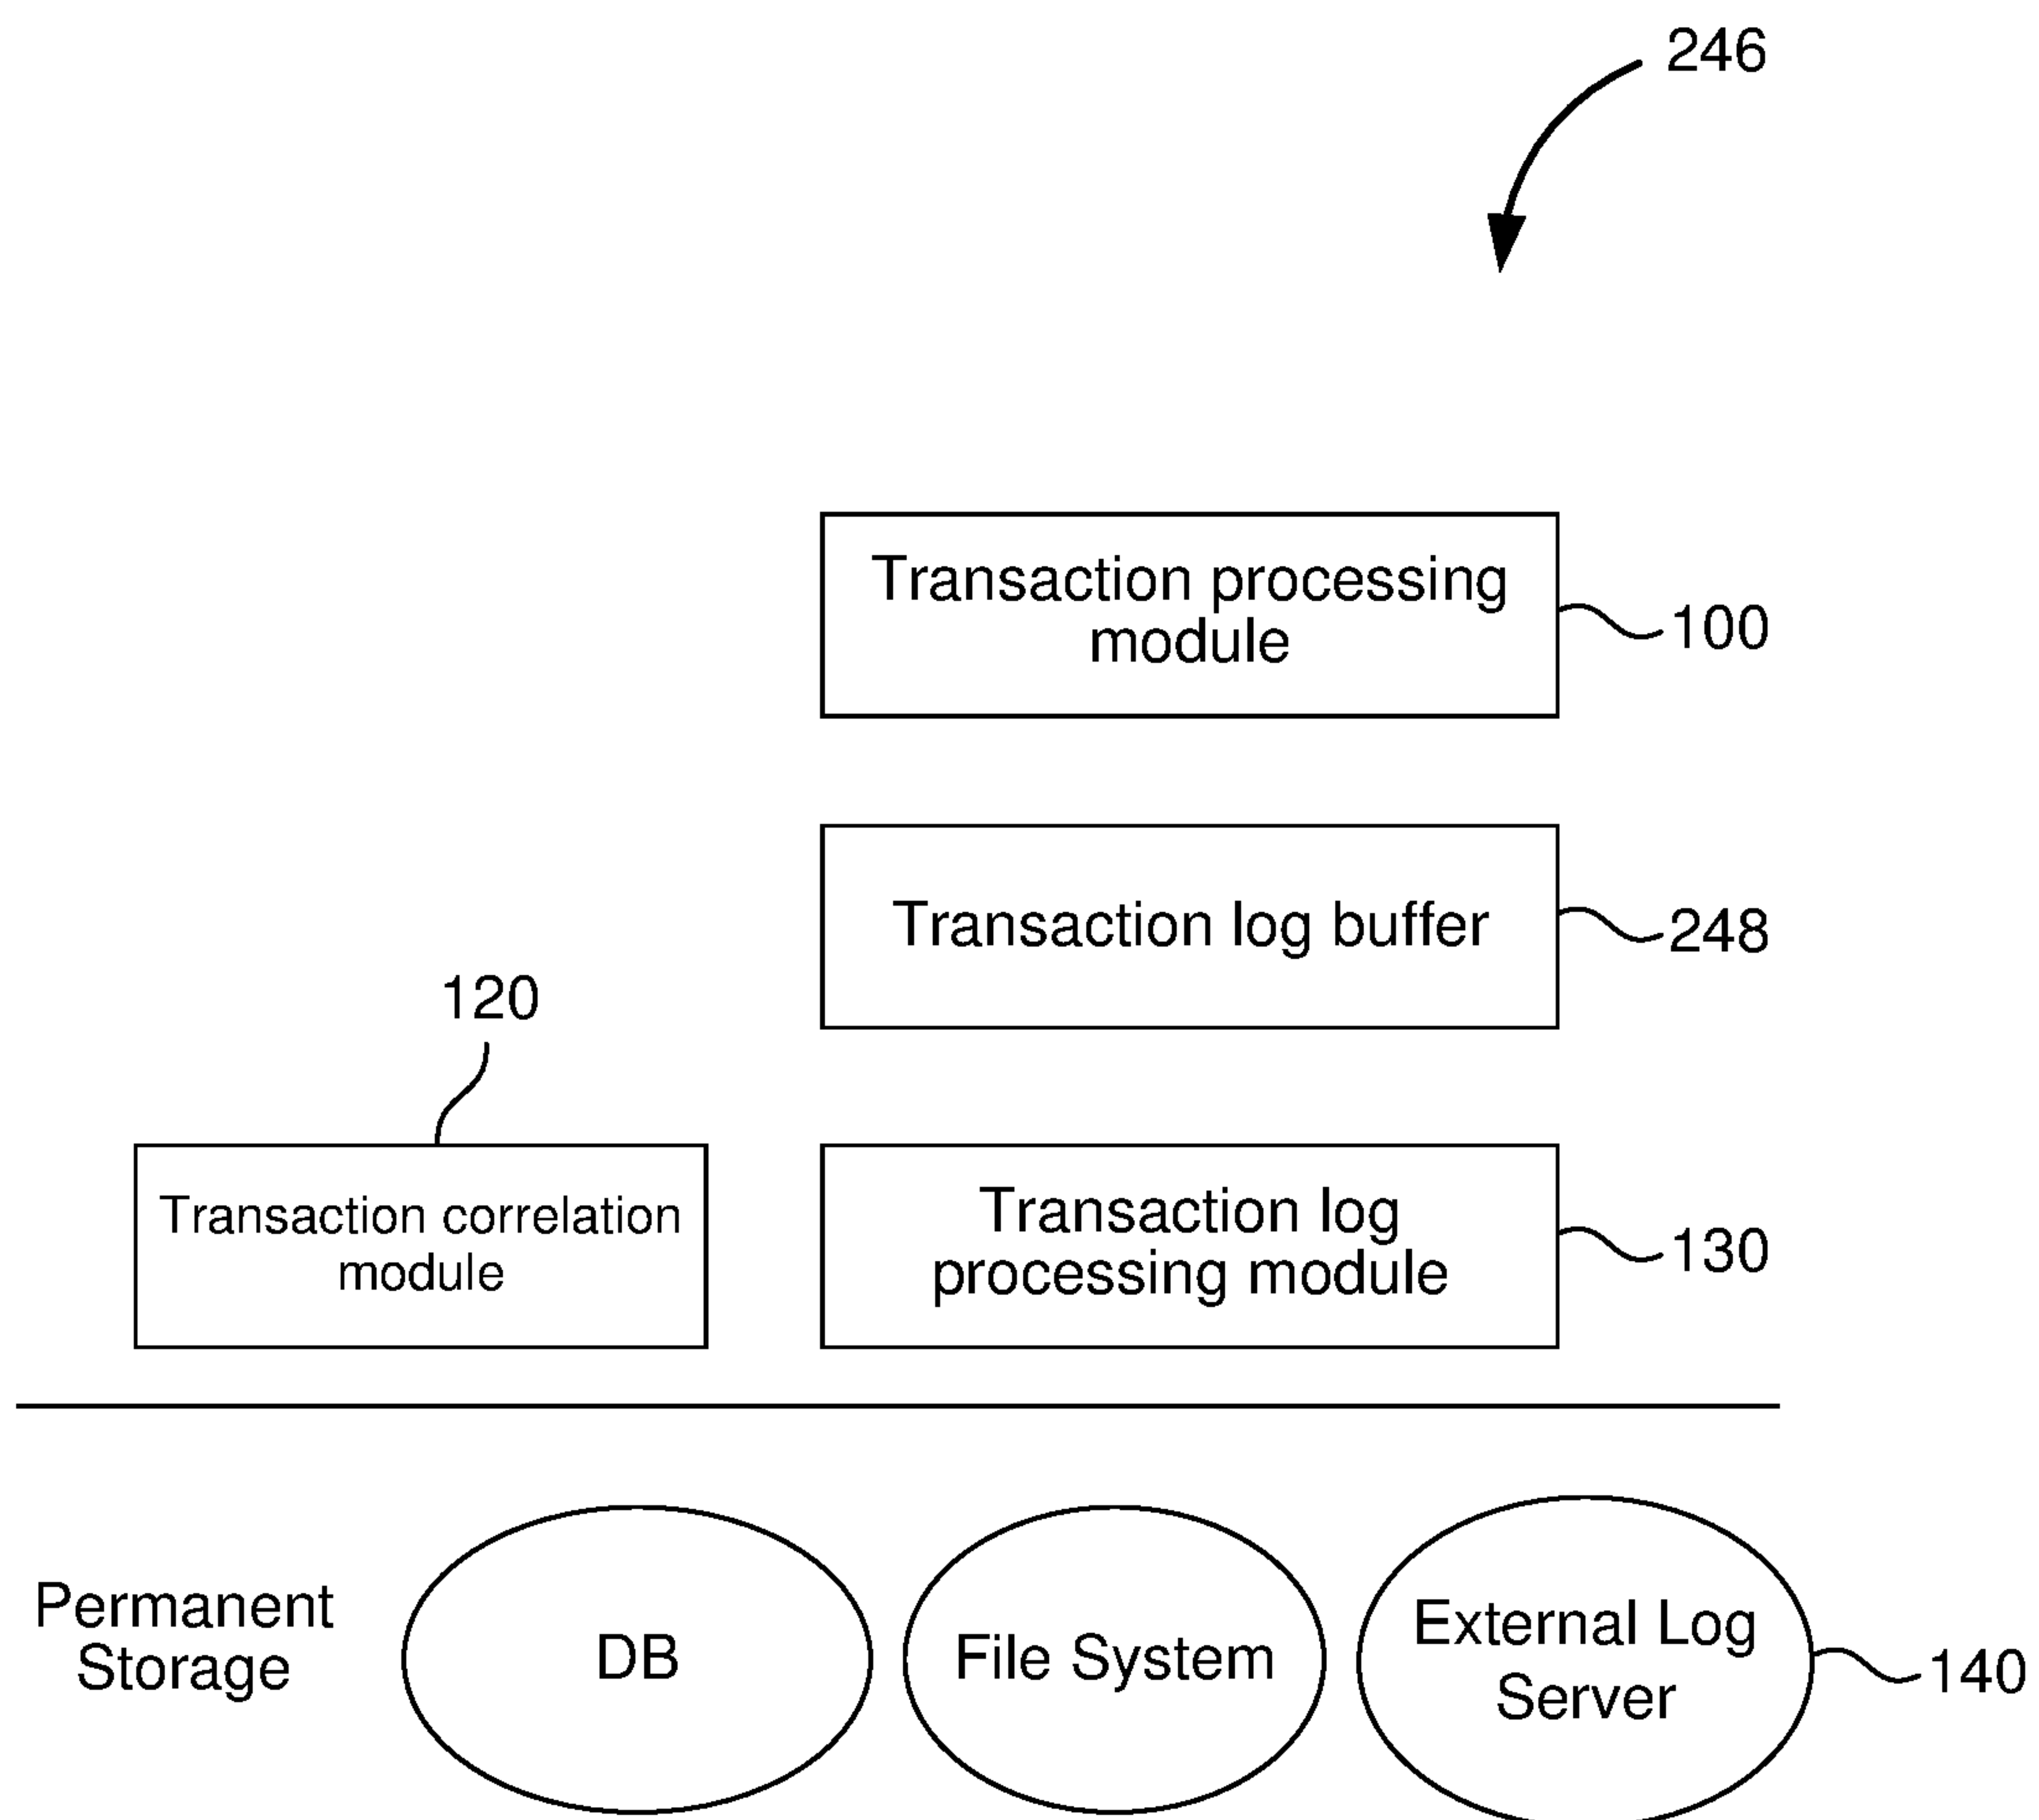 246
Transaction processing
module
100
Transaction log buffer
248
120
Transaction correlation
module
Transaction log
processing module
130
Permanent
Storage
DB
File System
External Log
Server
140